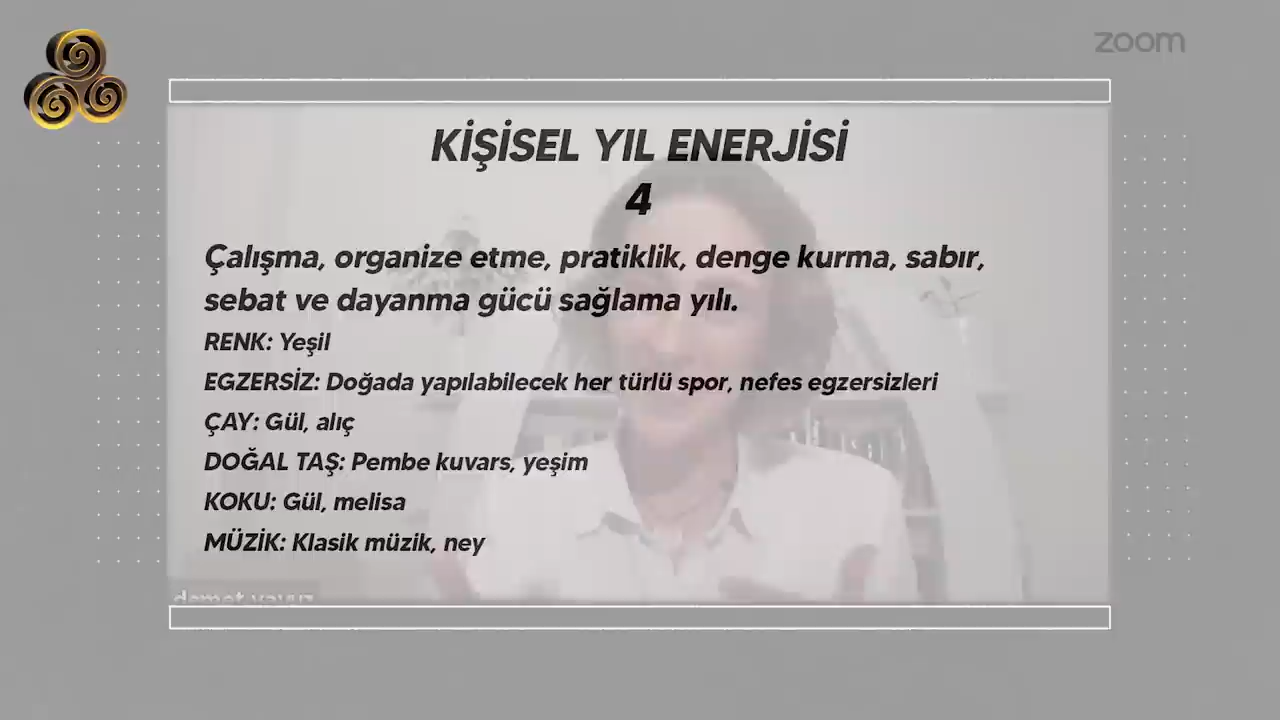 zoom
KİŞİSEL YIL ENERJİSİ
4
Çalışma, organize etme, pratiklik, denge kurma, sabır,
sebat ve dayanma gücü sağlama yılı.
RENK: Yeşil
EGZERSİZ: Doğada yapılabilecek her türlü spor, nefes egzersizleri
ÇAY: Gül, alıç
DOĞAL TAŞ: Pembe kuvars, yeşim
KOKU: Gül, melisa
MÜZİK: Klasik müzik, ney
demet yavuz